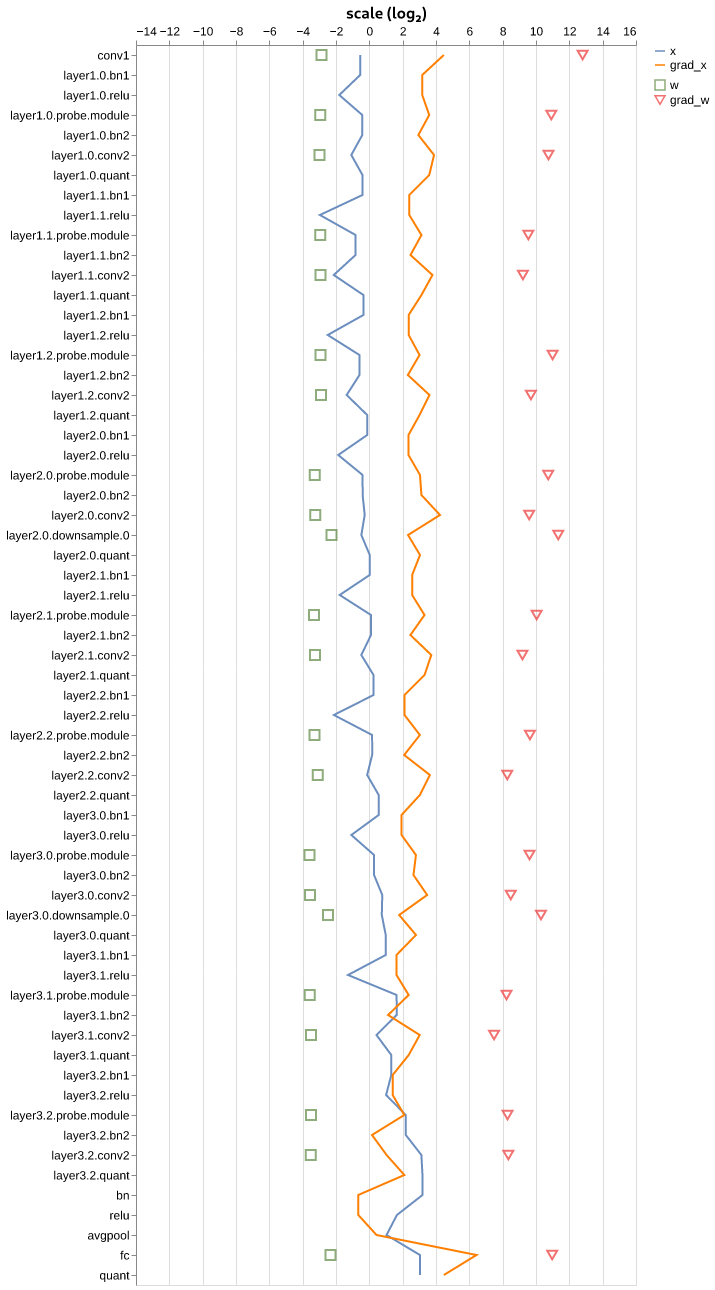 scale (log₂)
−14 −12 −10 −8 −6 −4 −2 0 2 4 6 8 10 12 14 16
x
grad_x
w
grad_w
conv1
layer1.0.bn1
layer1.0.relu
layer1.0.probe.module
layer1.0.bn2
layer1.0.conv2
layer1.0.quant
layer1.1.bn1
layer1.1.relu
layer1.1.probe.module
layer1.1.bn2
layer1.1.conv2
layer1.1.quant
layer1.2.bn1
layer1.2.relu
layer1.2.probe.module
layer1.2.bn2
layer1.2.conv2
layer1.2.quant
layer2.0.bn1
layer2.0.relu
layer2.0.probe.module
layer2.0.bn2
layer2.0.conv2
layer2.0.downsample.0
layer2.0.quant
layer2.1.bn1
layer2.1.relu
layer2.1.probe.module
layer2.1.bn2
layer2.1.conv2
layer2.1.quant
layer2.2.bn1
layer2.2.relu
layer2.2.probe.module
layer2.2.bn2
layer2.2.conv2
layer2.2.quant
layer3.0.bn1
layer3.0.relu
layer3.0.probe.module
layer3.0.bn2
layer3.0.conv2
layer3.0.downsample.0
layer3.0.quant
layer3.1.bn1
layer3.1.relu
layer3.1.probe.module
layer3.1.bn2
layer3.1.conv2
layer3.1.quant
layer3.2.bn1
layer3.2.relu
layer3.2.probe.module
layer3.2.bn2
layer3.2.conv2
layer3.2.quant
bn
relu
avgpool
fc
quant